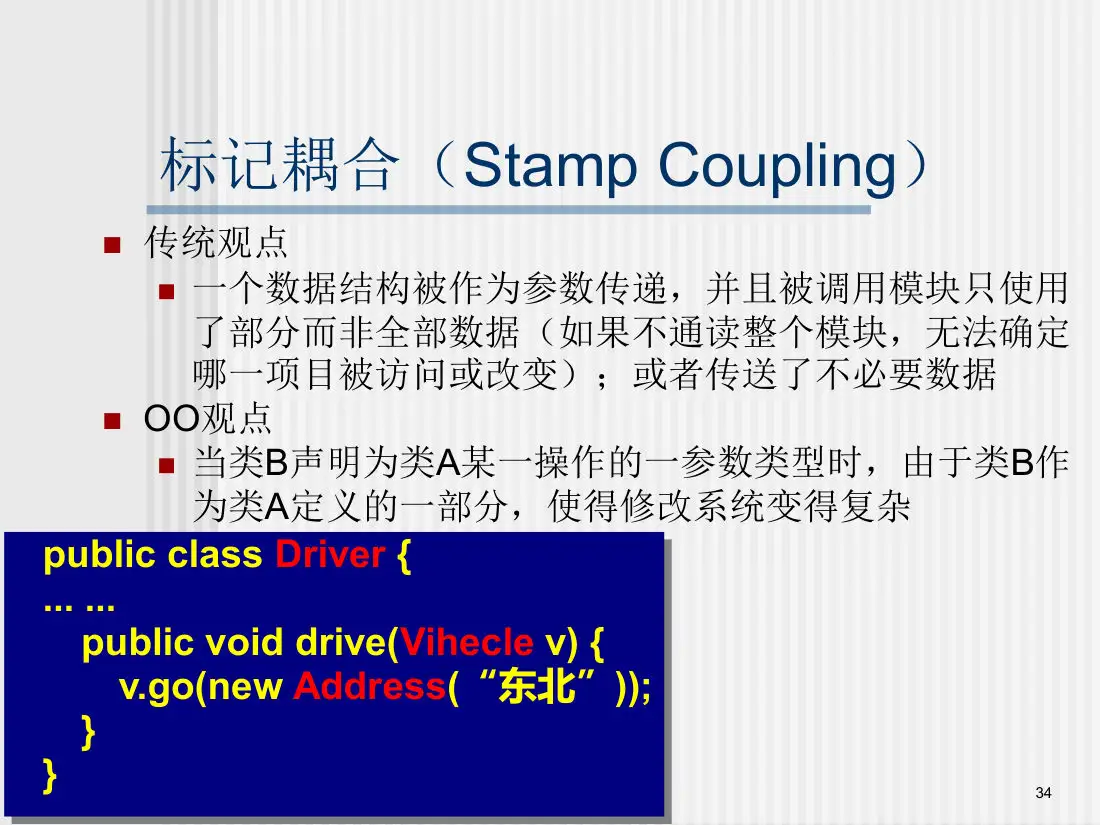 标记耦合（Stamp Coupling）
传统观点
一个数据结构被作为参数传递，并且被调用模块只使用
了部分而非全部数据（如果不通读整个模块，无法确定
哪一项目被访问或改变）；或者传送了不必要数据
OO观点
当类B声明为类A某一操作的一参数类型时，由于类B作
为类A定义的一部分，使得修改系统变得复杂
public class Driver {
... ...
public void drive(Vihecle v) {
v.go(new Address(“东北”));
}
}
34